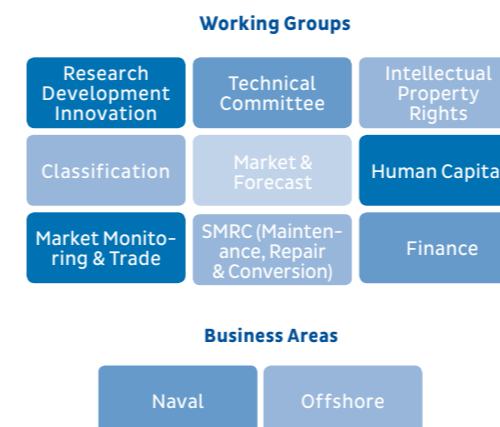 Working Groups
Research
Development
Innovation
Technical
Committee
Intellectual
Property
Rights
Classification
Market &
Forecast
Human Capita
Market Monito-
ring & Trade
SMRC (Mainten-
ance, Repair
& Conversion)
Finance
Business Areas
Naval
Offshore